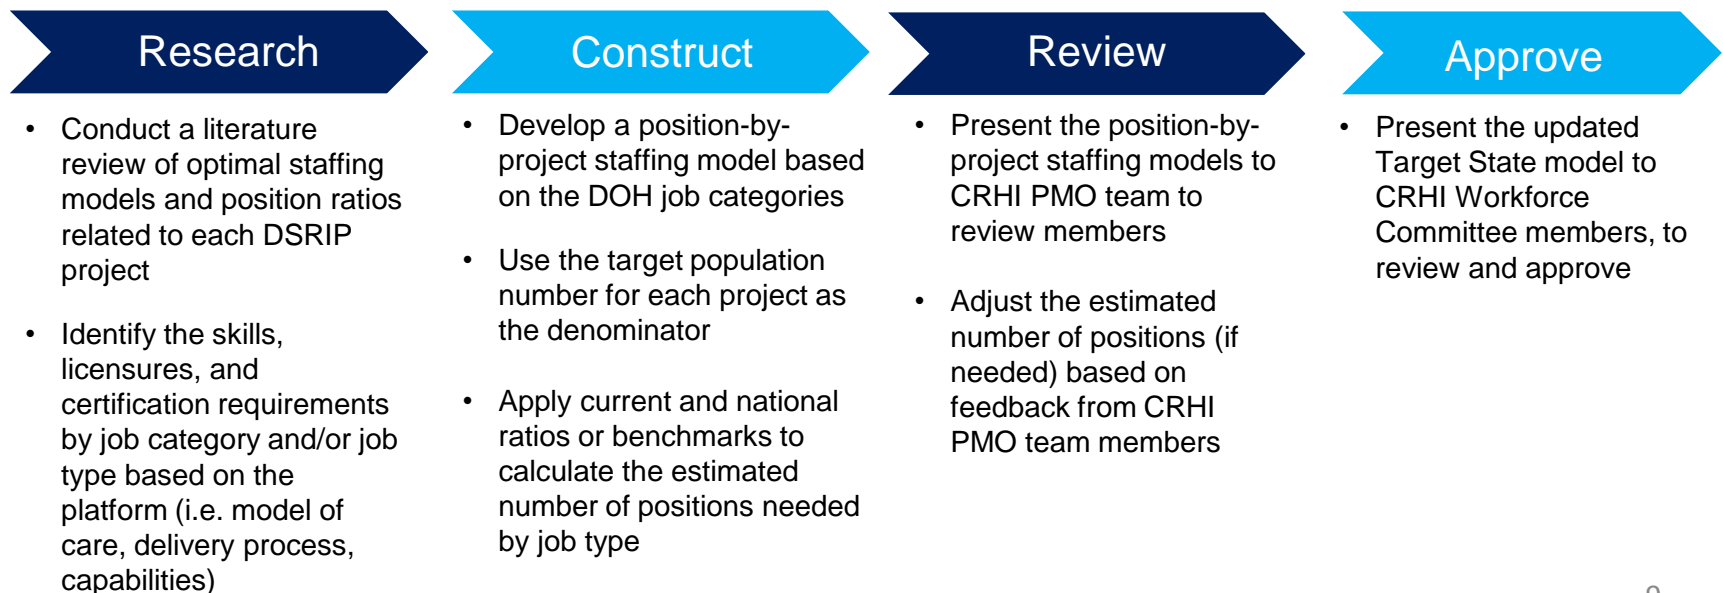 Research
• Conduct a literature
review of optimal staffing
models and position ratios
related to each DSRIP
project
• Identify the skills,
licensures, and
certification requirements
by job category and/or job
type based on the
platform (i.e. model of
care, delivery process,
capabilities)
Construct
• Develop a position-by-
project staffing model based
on the DOH job categories
• Use the target population
number for each project as
the denominator
• Apply current and national
ratios or benchmarks to
calculate the estimated
number of positions needed
by job type
Review
• Present the position-by-
project staffing models to
CRHI PMO team to
review members
• Adjust the estimated
number of positions (if
needed) based on
feedback from CRHI
PMO team members
Approve
• Present the updated
Target State model to
CRHI Workforce
Committee members, to
review and approve